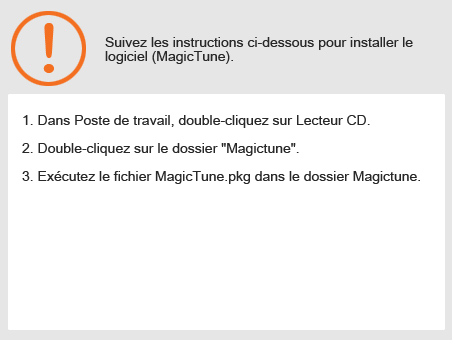 Suivez les instructions ci-dessous pour installer le
logiciel (MagicTune).
1. Dans Poste de travail, double-cliquez sur Lecteur CD.
2. Double-cliquez sur le dossier "Magictune".
3. Exécutez le fichier MagicTune.pkg dans le dossier Magictune.